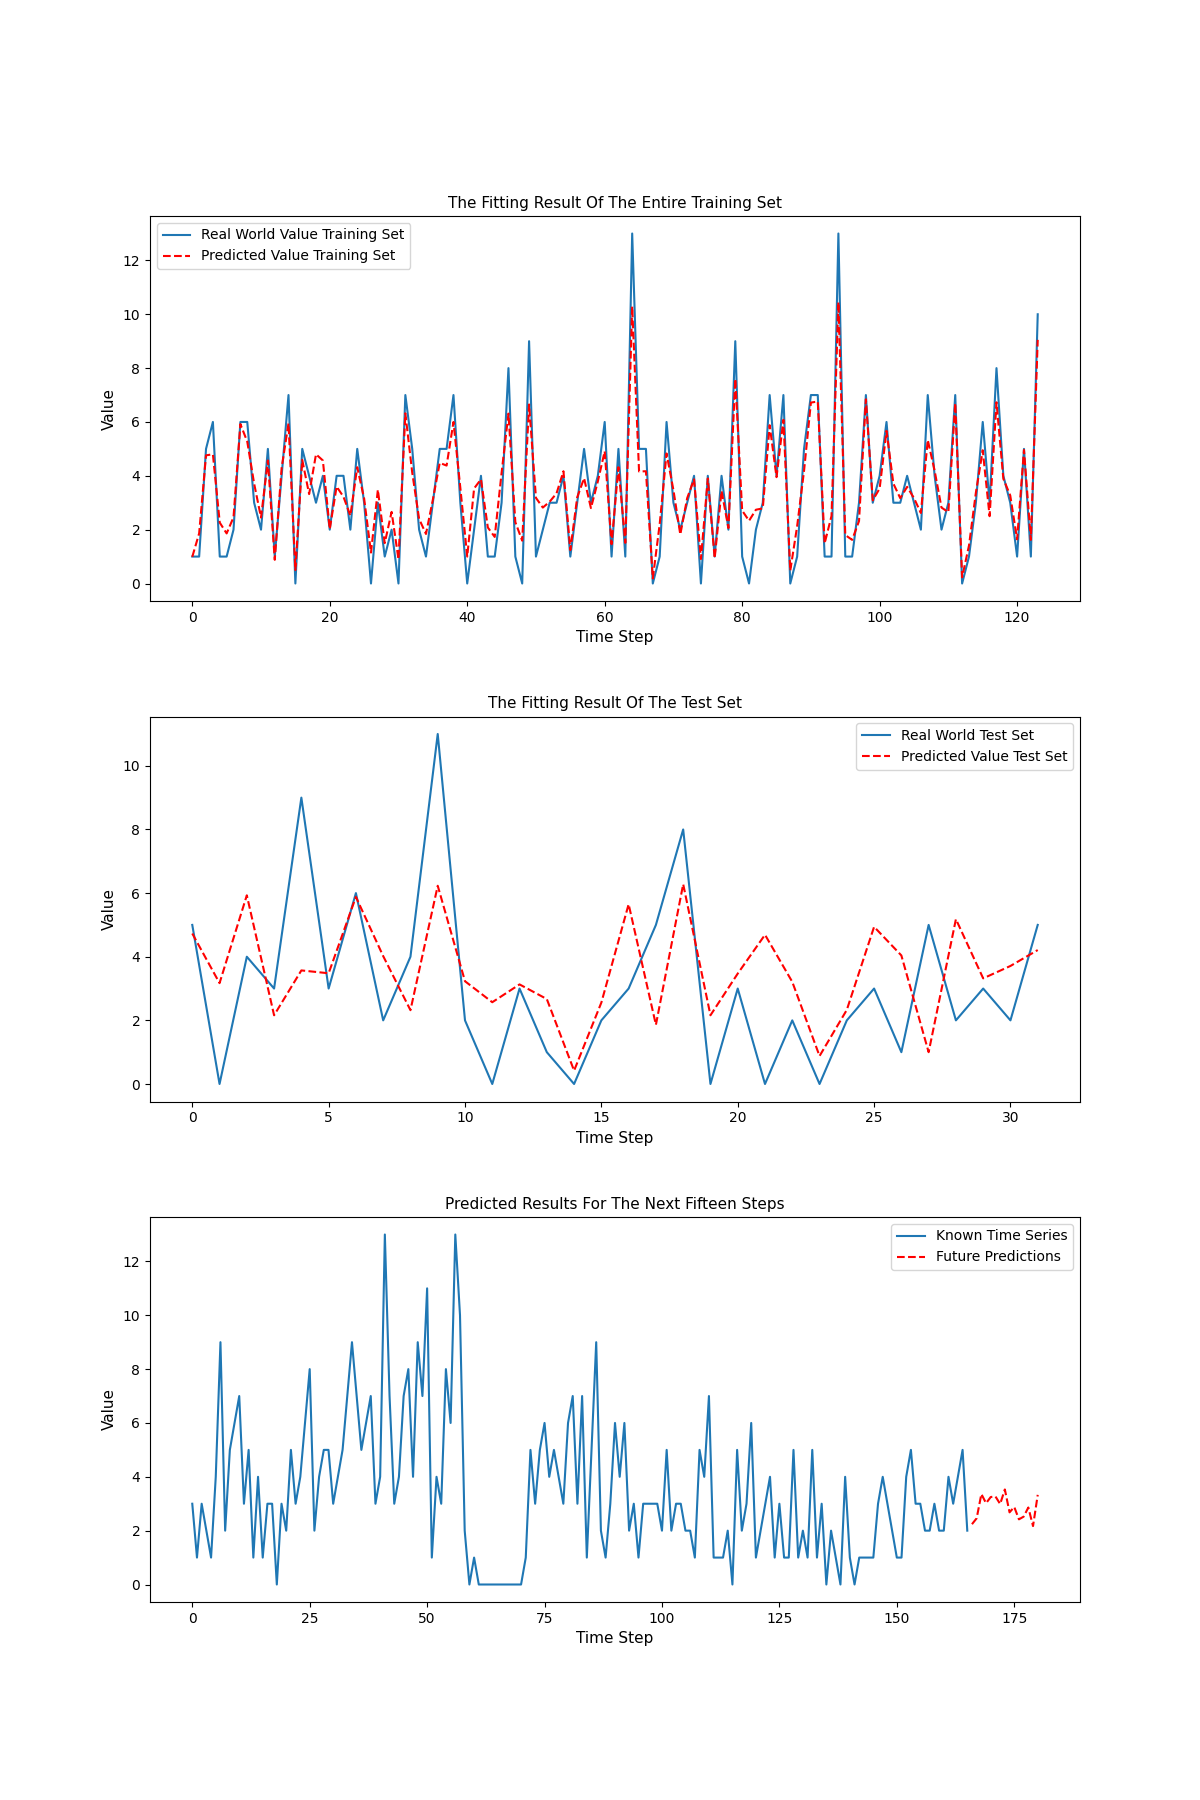 The Fitting Result Of The Entire Training Set
Real World Value Training Set
Predicted Value Training Set
Value
12
10
8
6
4
2
0
0 20 40 60 80 100 120
Time Step
The Fitting Result Of The Test Set
Real World Test Set
Predicted Value Test Set
Value
10
8
6
4
2
0
0 5 10 15 20 25 30
Time Step
Predicted Results For The Next Fifteen Steps
Known Time Series
Future Predictions
Value
12
10
8
6
4
2
0
0 25 50 75 100 125 150 175
Time Step